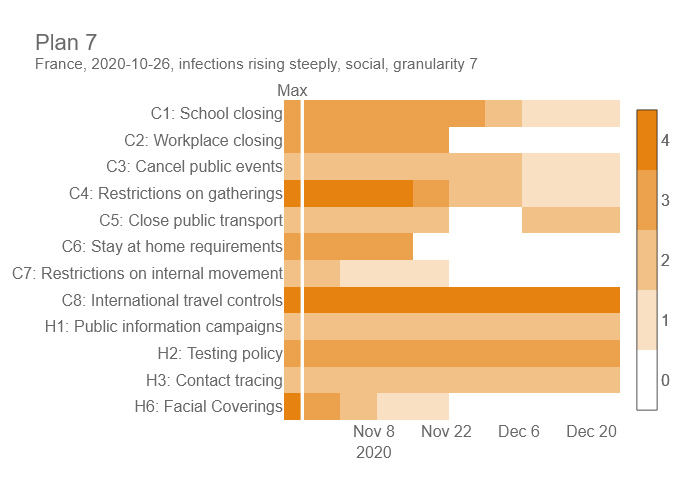 Plan 7
France, 2020-10-26, infections rising steeply, social, granularity 7
Max
C1: School closing
C2: Workplace closing
C3: Cancel public events
C4: Restrictions on gatherings
C5: Close public transport
C6: Stay at home requirements
C7: Restrictions on internal movement
C8: International travel controls
H1: Public information campaigns
H2: Testing policy
H3: Contact tracing
H6: Facial Coverings
4
3
2
1
0
Nov 8 Nov 22 Dec 6 Dec 20
2020